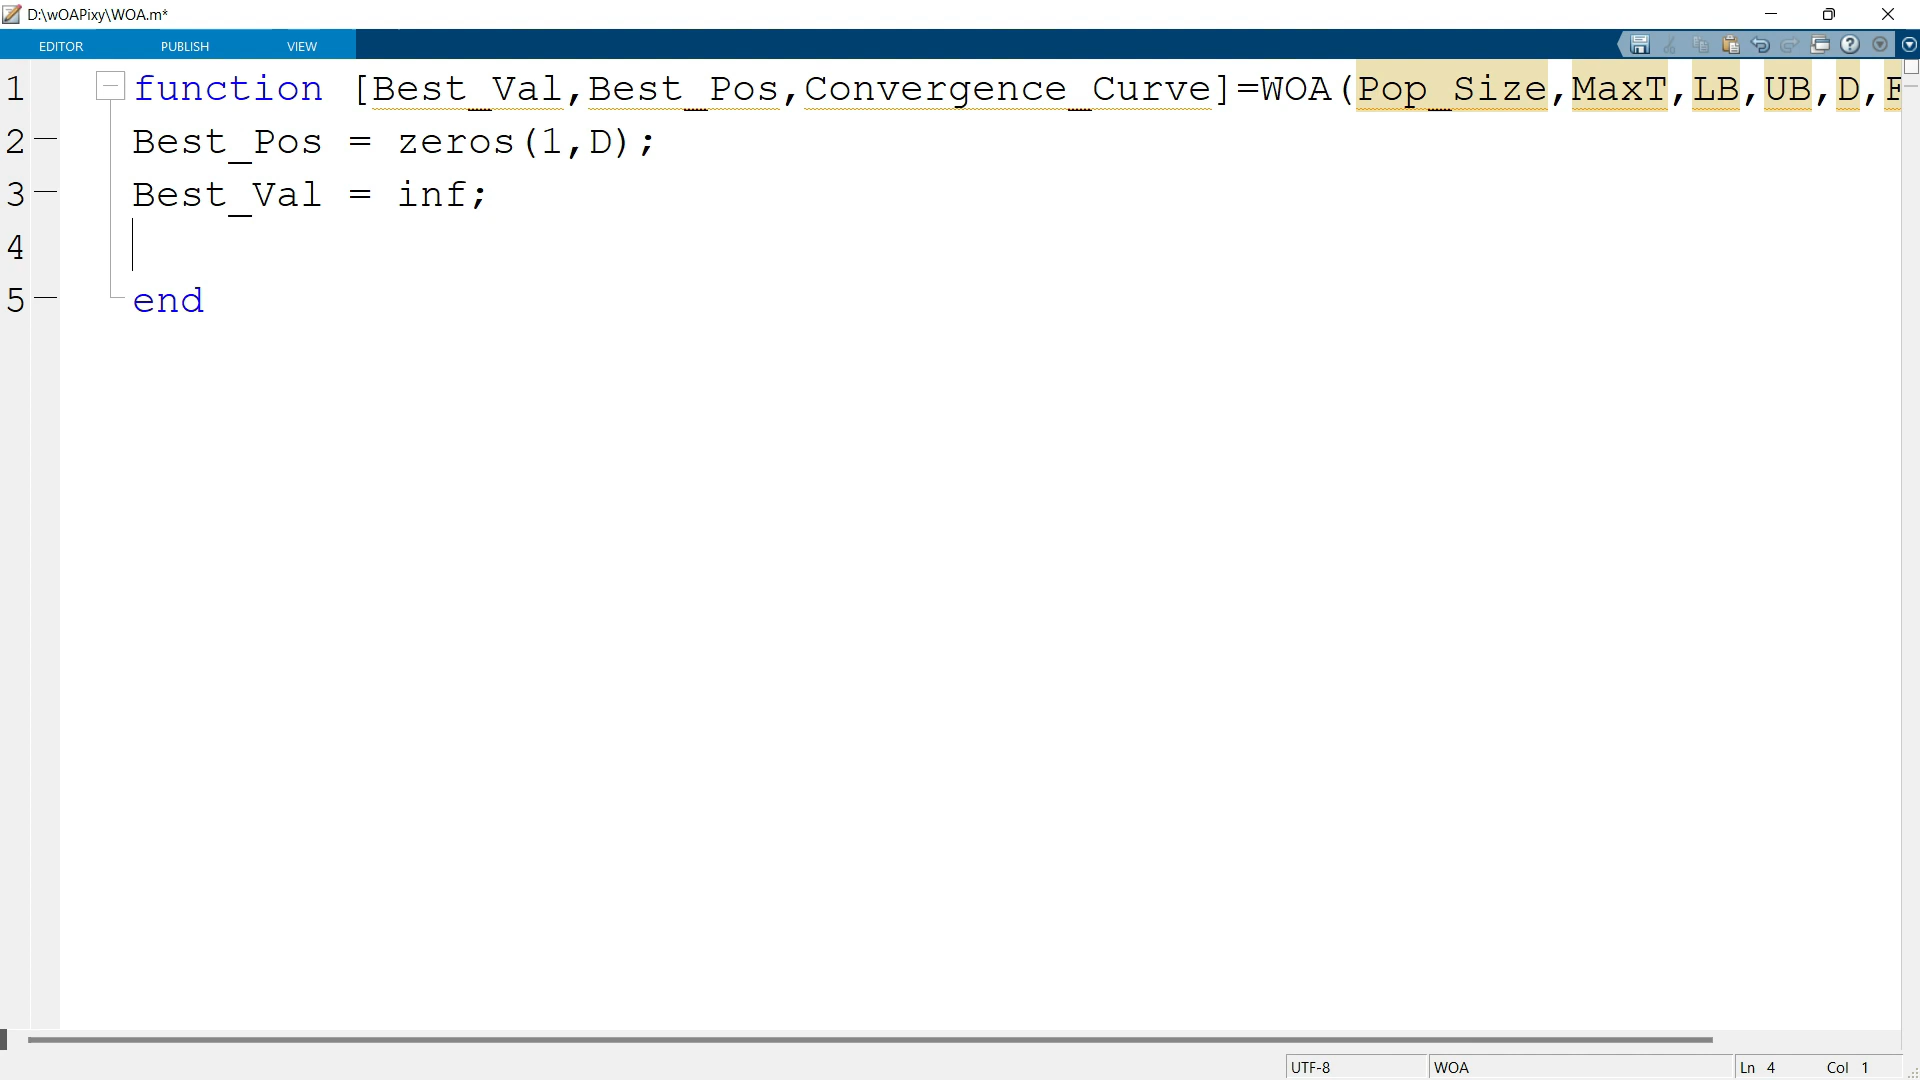 D:\wOAPixy\WOA.m*
EDITOR PUBLISH VIEW
1 function [Best_Val,Best_Pos,Convergence_Curve]=WOA(Pop_Size,MaxT,LB,UB,D,
2 Best_Pos = zeros(1,D);
3 Best_Val = inf;
4
5 end
UTF-8 WOA Ln 4 Col 1